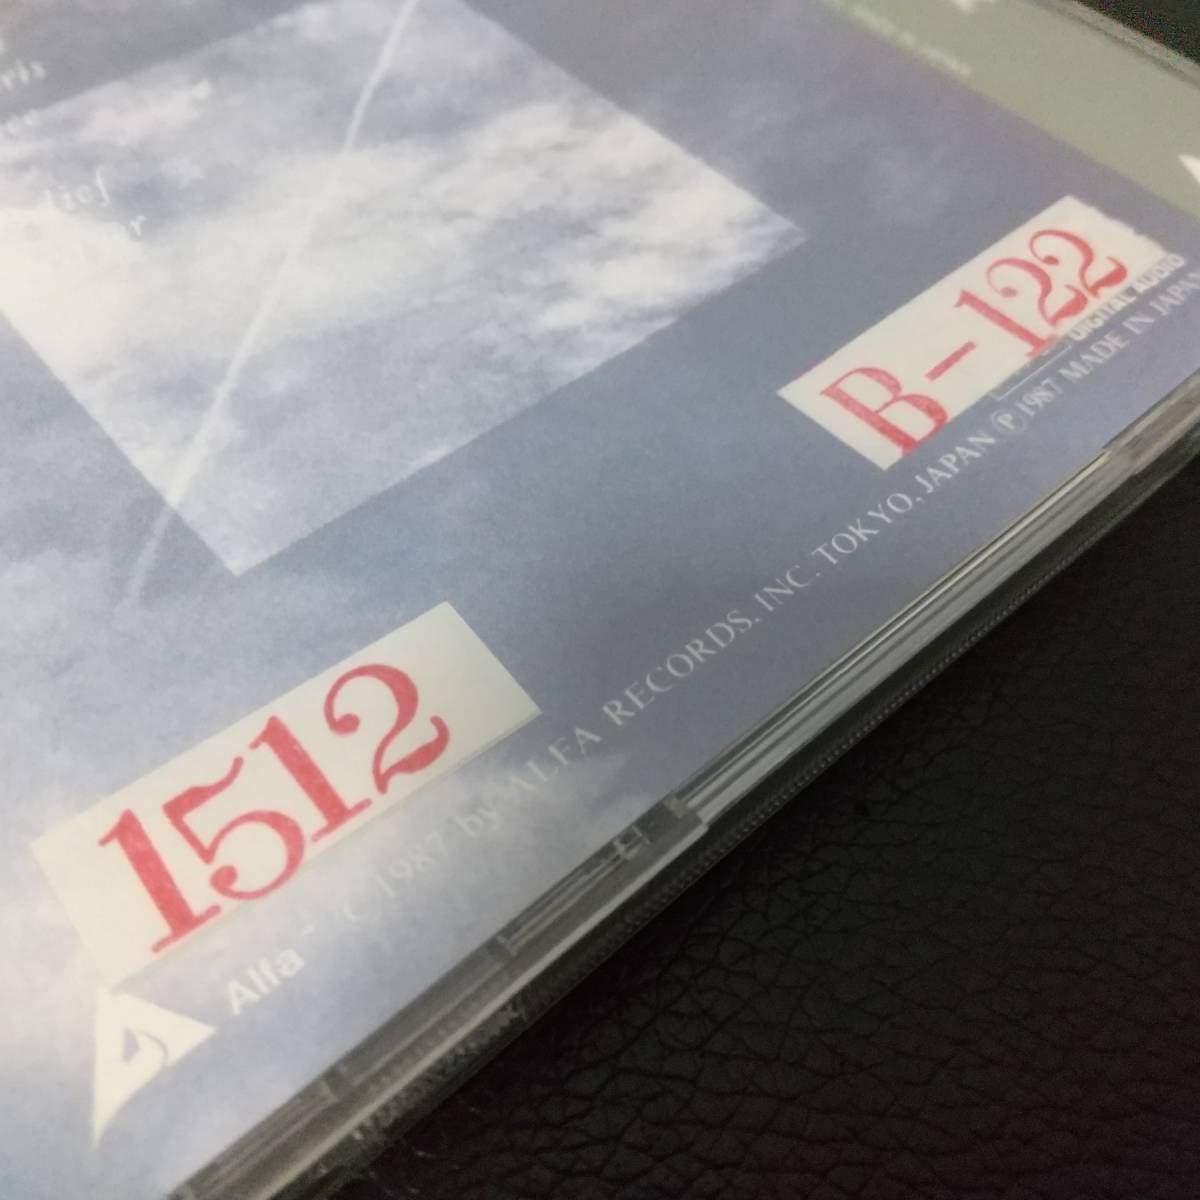 B-122
DIGITAL AUDIO
1512
Alfa
© 1987 by ALFA RECORDS, INC. TOKYO, JAPAN ℗ 1987 MADE IN JAPAN